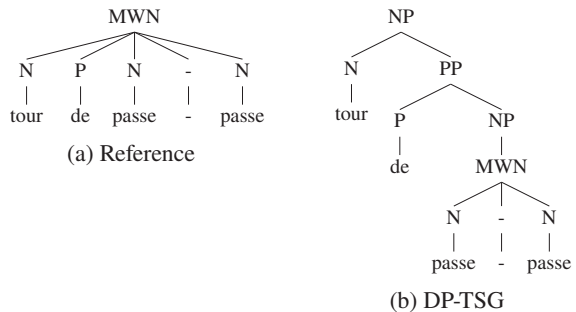 MWN
N P N - N
tour de passe - passe
(a) Reference
NP
N PP
tour P NP
de MWN
N - N
passe - passe
(b) DP-TSG